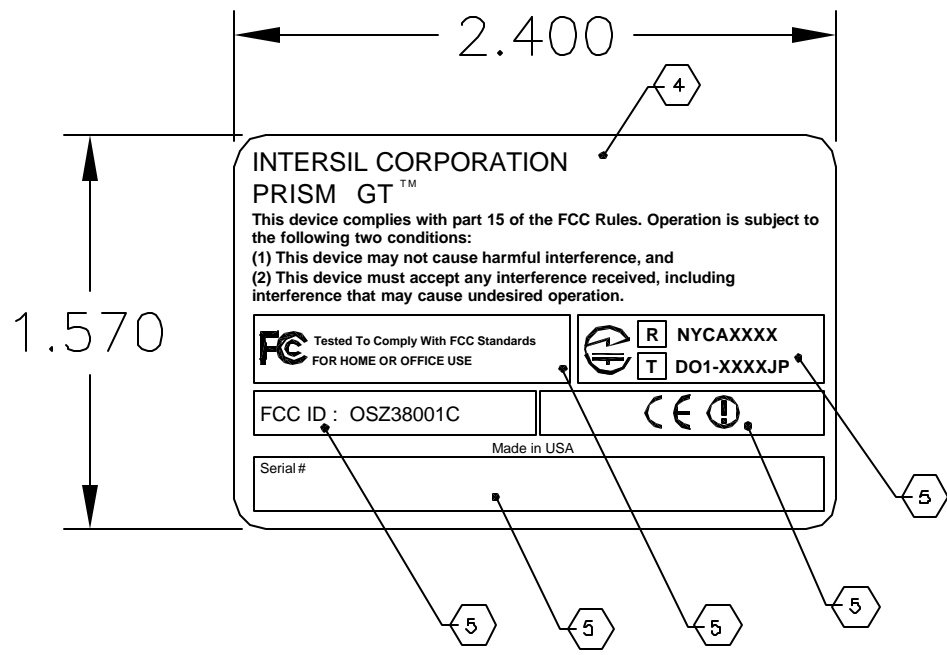 2.400
4
1.570
INTERSIL CORPORATION
PRISM GT ™
This device complies with part 15 of the FCC Rules. Operation is subject to
the following two conditions:
(1) This device may not cause harmful interference, and
(2) This device must accept any interference received, including
interference that may cause undesired operation.
FCC Tested To Comply With FCC Standards
FOR HOME OR OFFICE USE
R NYCAXXXX
T DO1-XXXXJP
FCC ID : OSZ38001C
CE !
Made in USA
Serial #
5
5
5
5
5